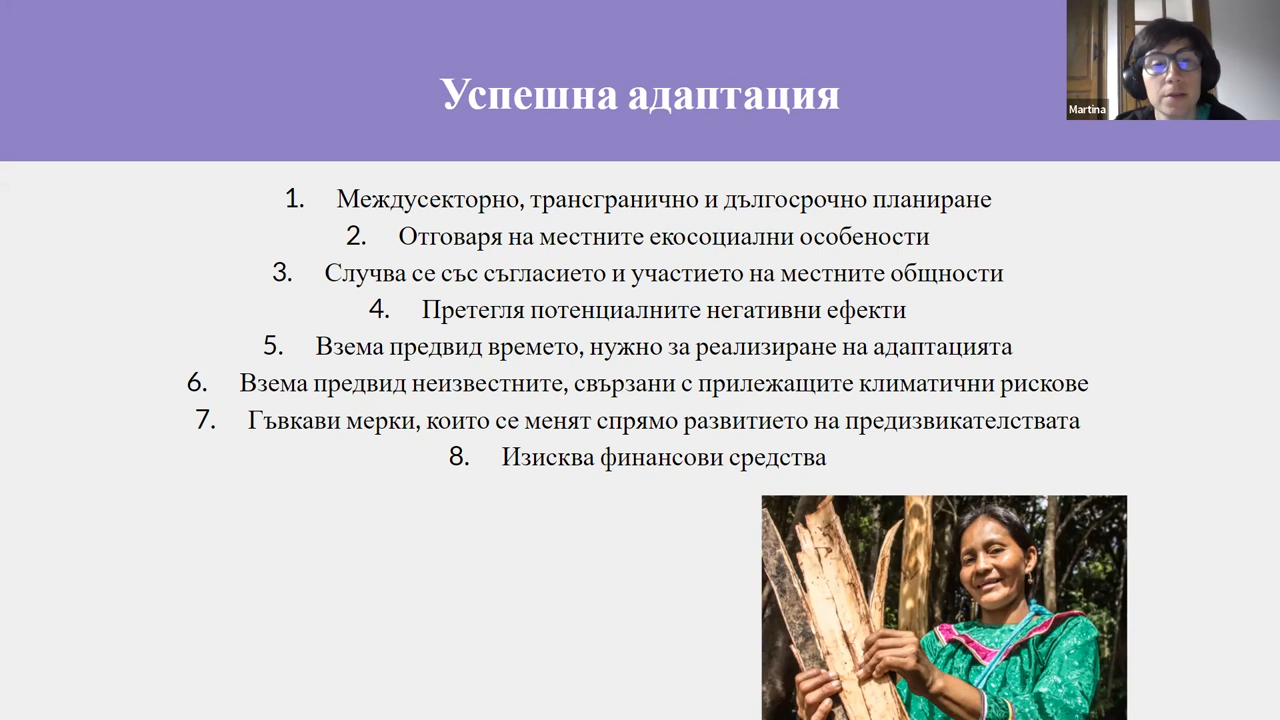 Успешна адаптация
Martina
1. Междусекторно, трансгранично и дългосрочно планиране
2. Отговаря на местните екосоциални особености
3. Случва се със съгласието и участието на местните общности
4. Претегля потенциалните негативни ефекти
5. Взема предвид времето, нужно за реализиране на адаптацията
6. Взема предвид неизвестните, свързани с прилежащите климатични рискове
7. Гъвкави мерки, които се менят спрямо развитието на предизвикателствата
8. Изисква финансови средства